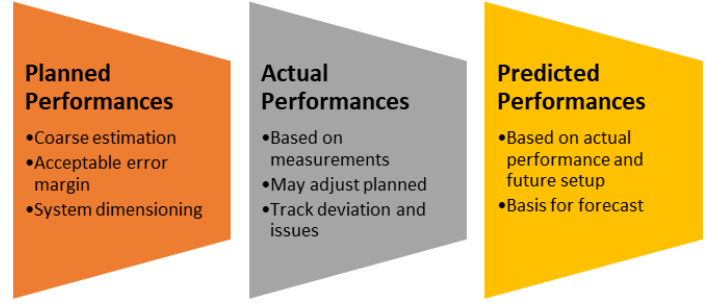 Planned
Performances
•Coarse estimation
•Acceptable error
margin
•System dimensioning
Actual
Performances
•Based on
measurements
•May adjust planned
•Track deviation and
issues
Predicted
Performances
•Based on actual
performance and
future setup
•Basis for forecast